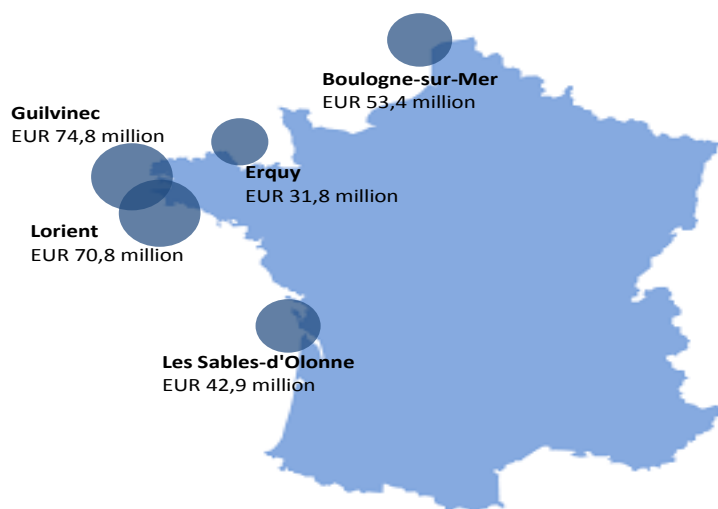 Boulogne-sur-Mer
EUR 53,4 million
Guilvinec
EUR 74,8 million
Erquy
EUR 31,8 million
Lorient
EUR 70,8 million
Les Sables-d'Olonne
EUR 42,9 million